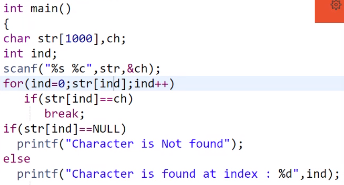 int main()
{
char str[1000],ch;
int ind;
scanf("%s %c",str,&ch);
for(ind=0;str[ind];ind++)
if(str[ind]==ch)
break;
if(str[ind]==NULL)
printf("Character is Not found");
else
printf("Character is found at index : %d",ind);